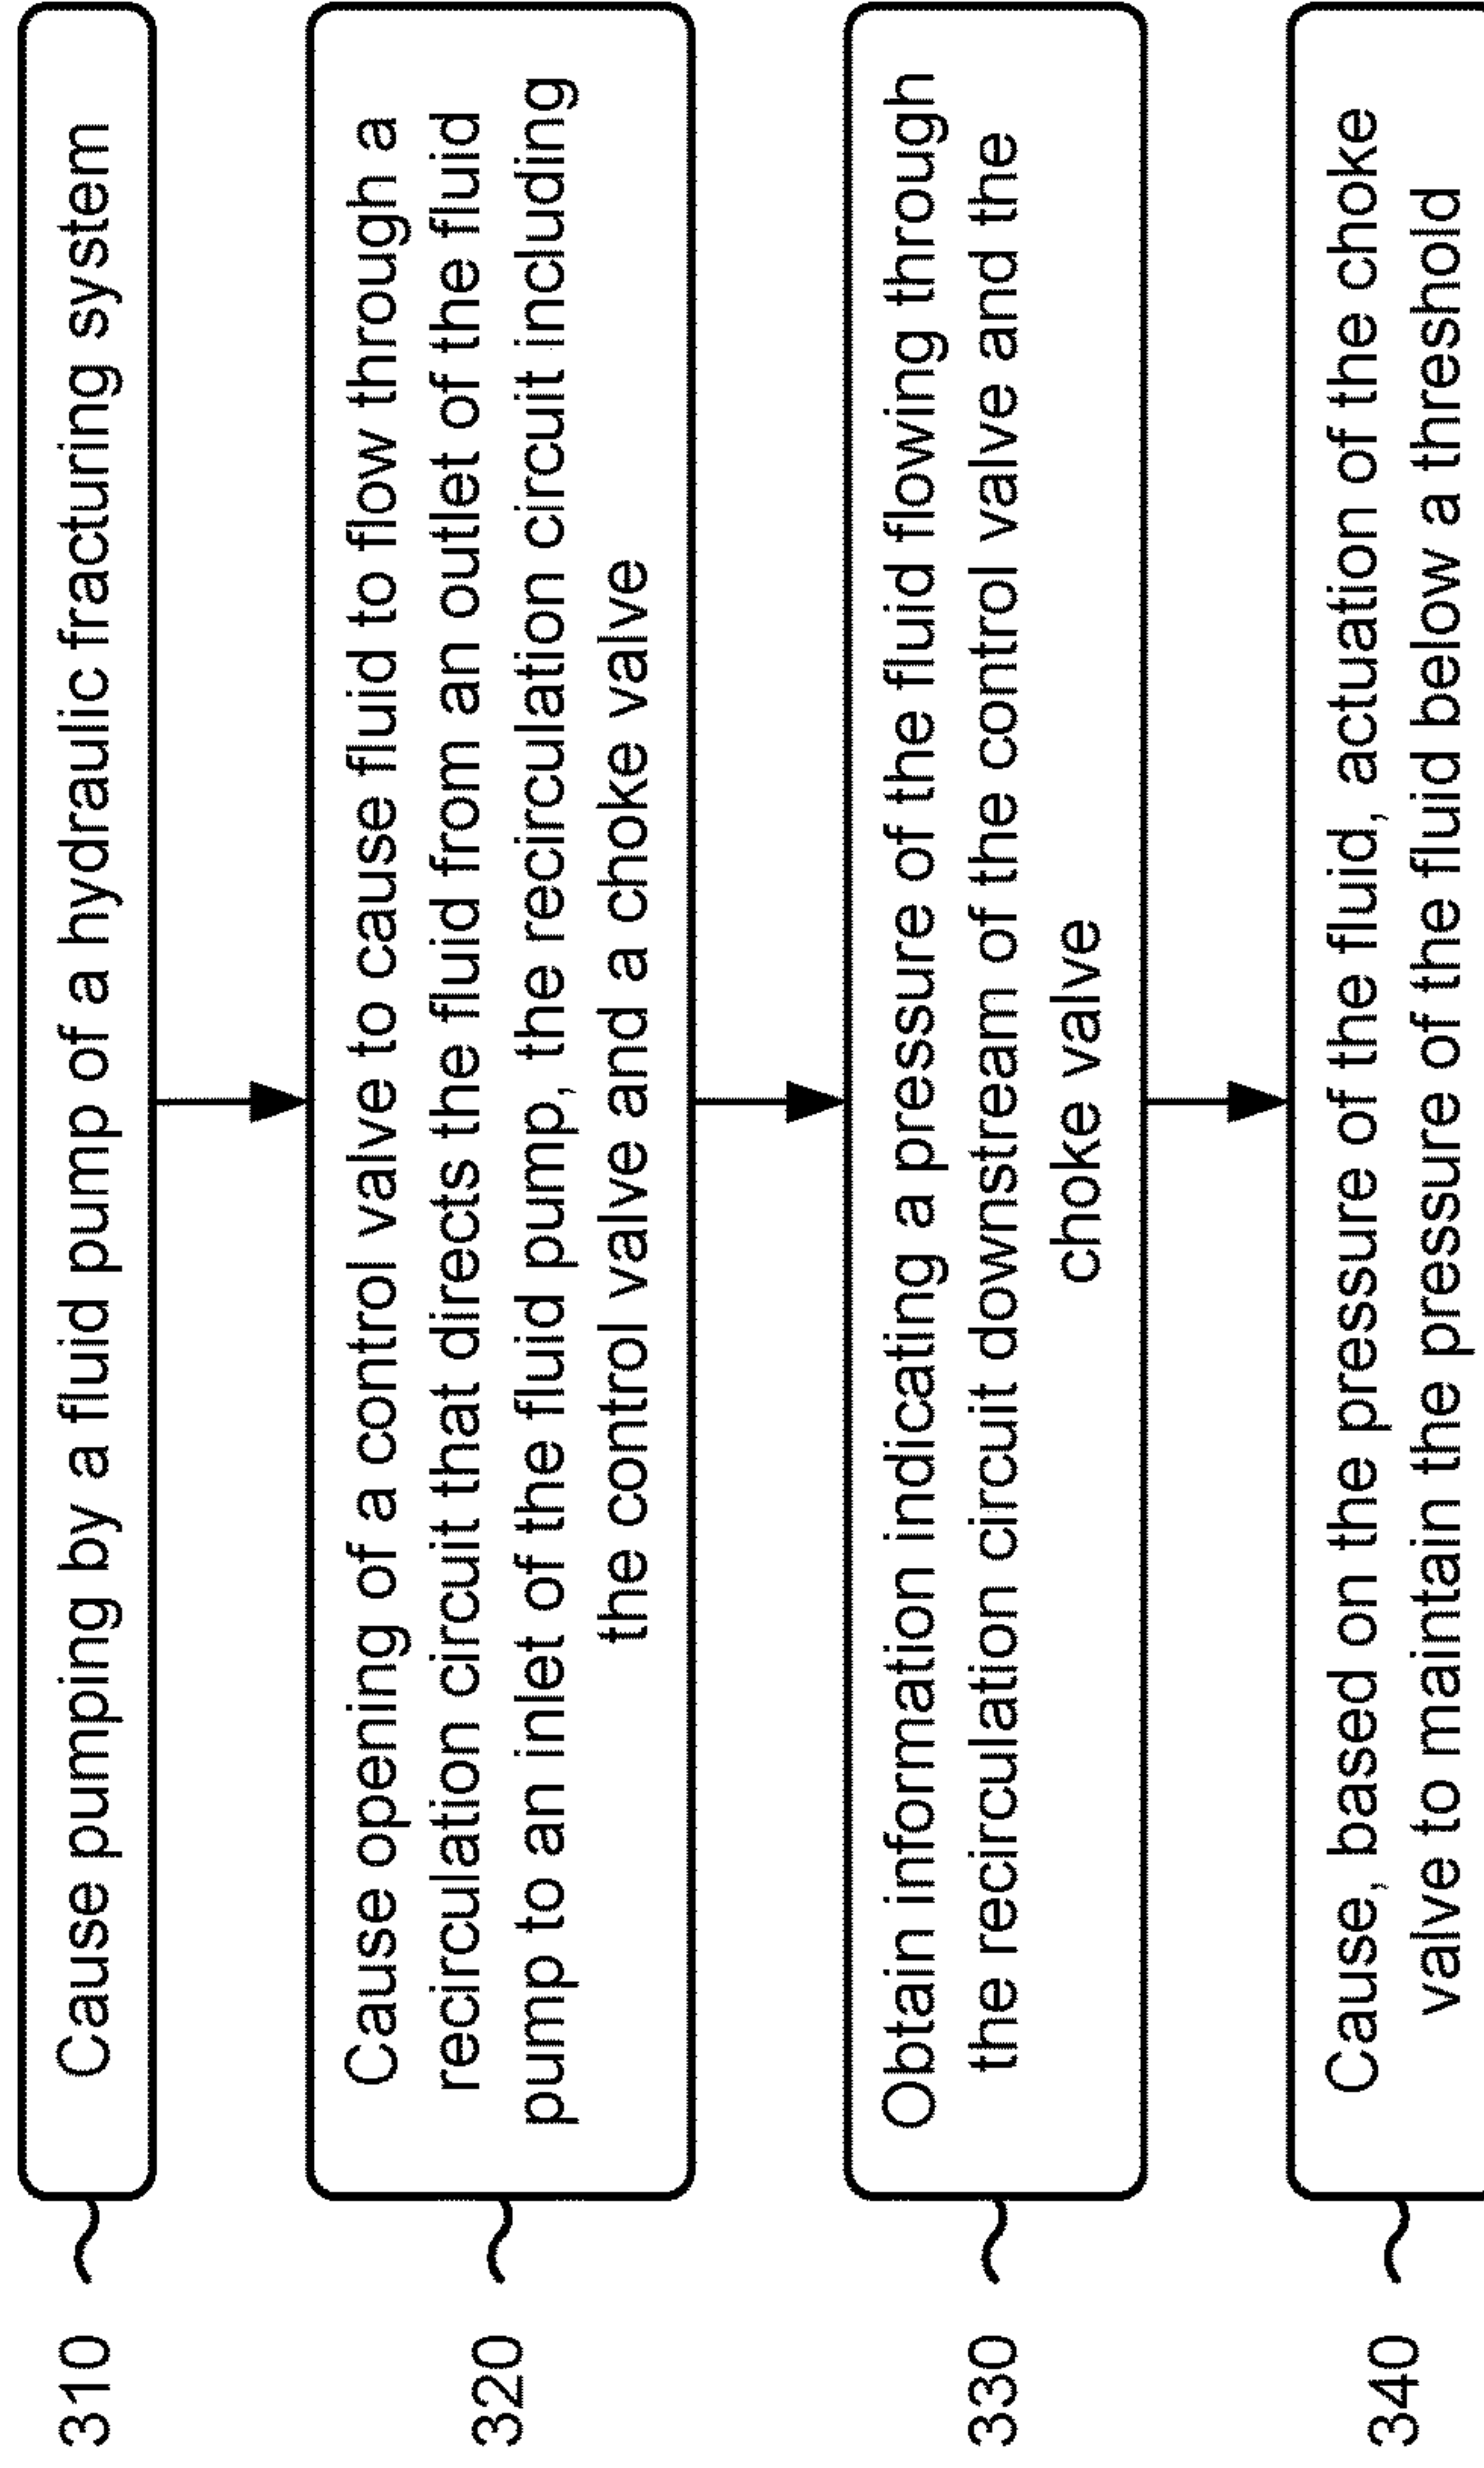 310
Cause pumping by a fluid pump of a hydraulic fracturing system
320
Cause opening of a control valve to cause fluid to flow through a
recirculation circuit that directs the fluid from an outlet of the fluid
pump to an inlet of the fluid pump, the recirculation circuit including
the control valve and a choke valve
330
Obtain information indicating a pressure of the fluid flowing through
the recirculation circuit downstream of the control valve and the
choke valve
340
Cause, based on the pressure of the fluid, actuation of the choke
valve to maintain the pressure of the fluid below a threshold